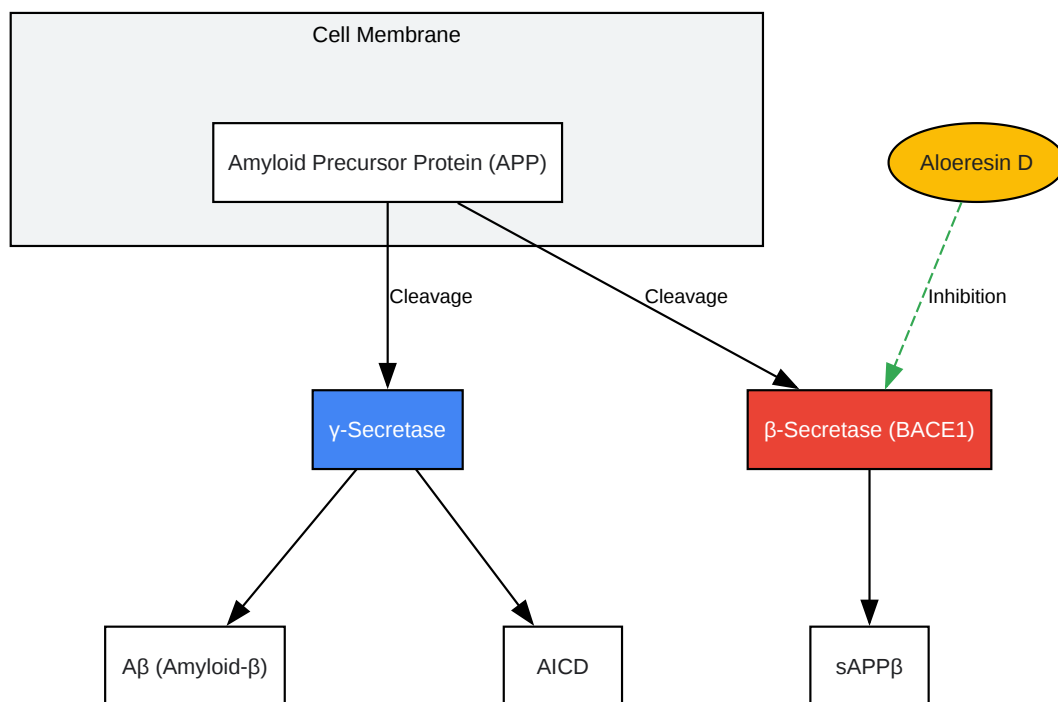 Cell Membrane
Amyloid Precursor Protein (APP)
Aloeresin D
Cleavage
Cleavage
Inhibition
γ-Secretase
β-Secretase (BACE1)
Aβ (Amyloid-β)
AICD
sAPPβ